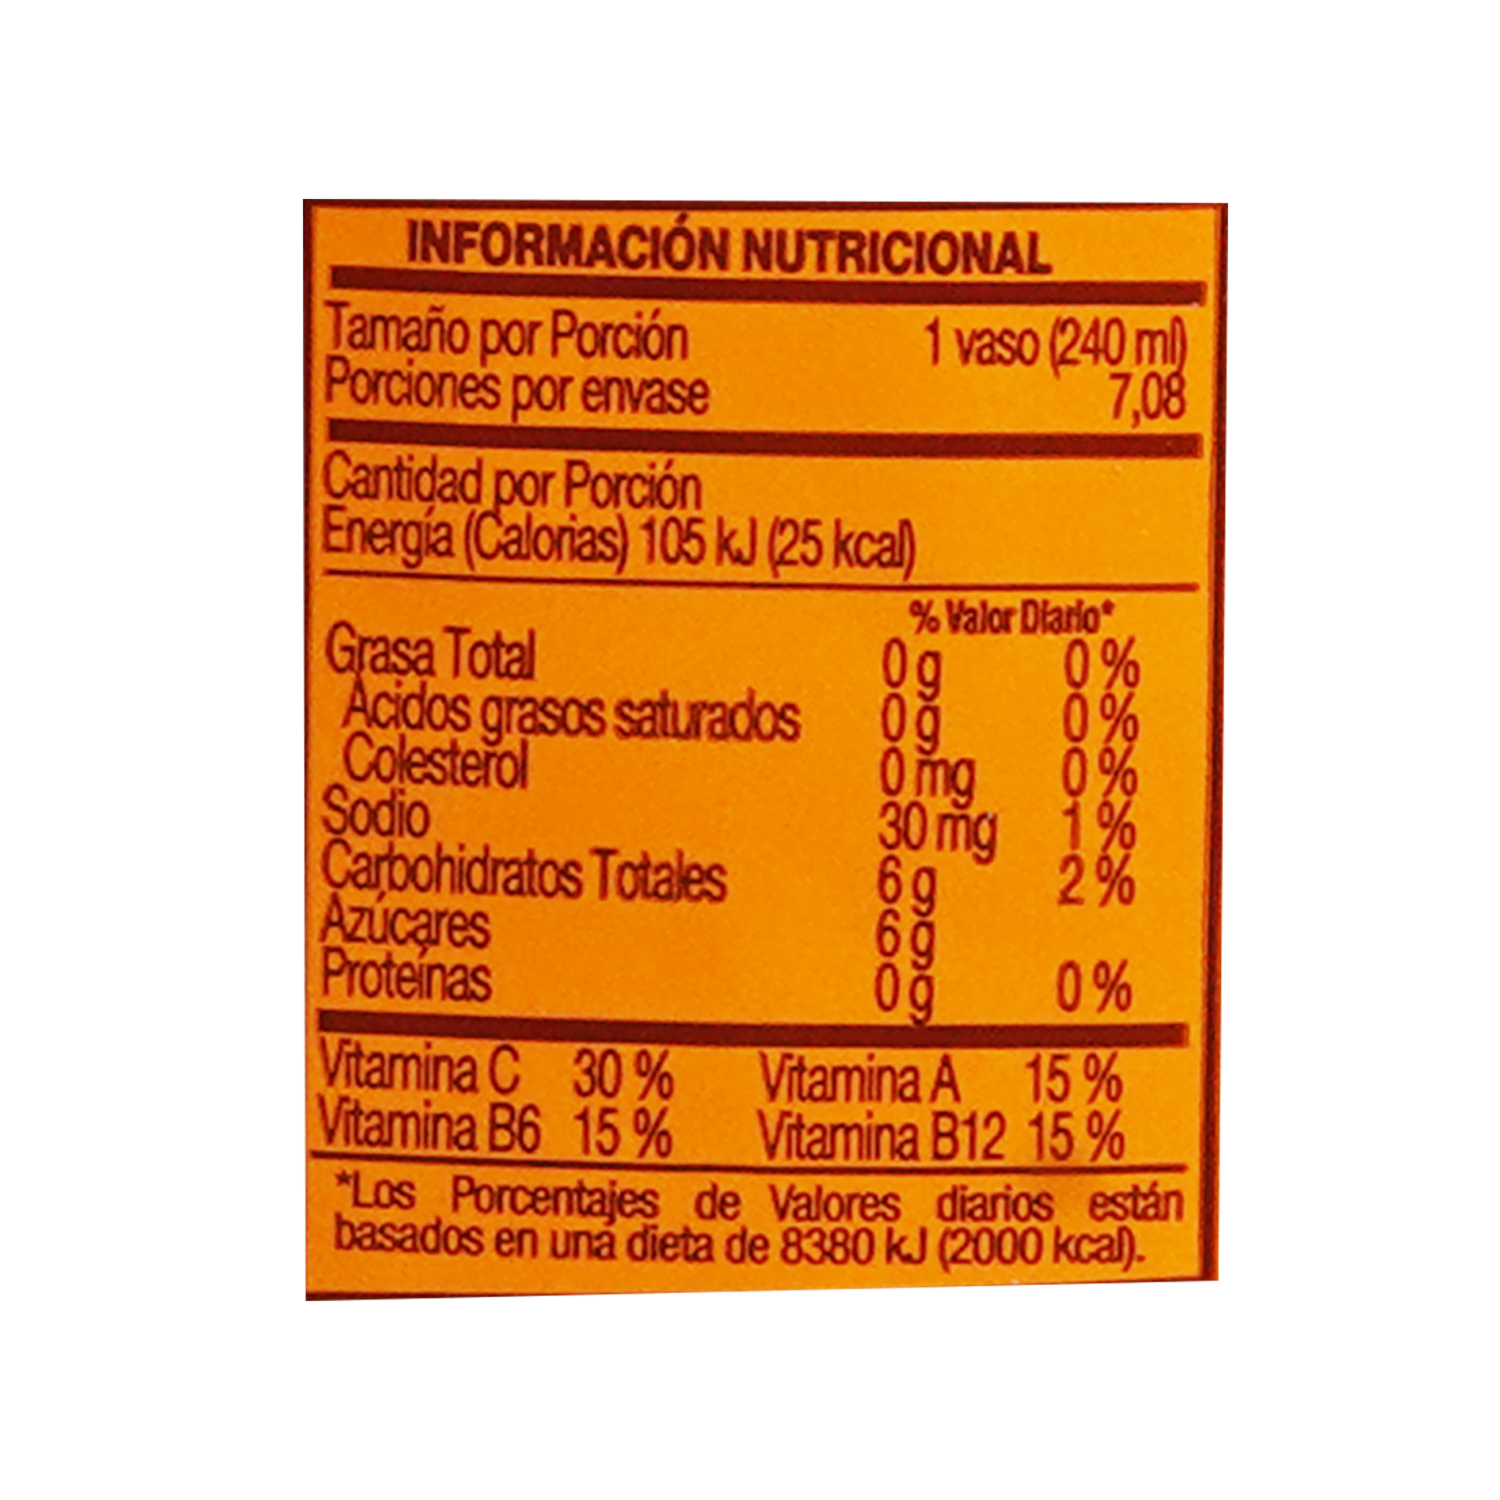 INFORMACIÓN NUTRICIONAL
Tamaño por Porción 1 vaso (240 ml)
Porciones por envase 7,08
Cantidad por Porción
Energía (Calorías) 105 kJ (25 kcal)
% Valor Diario*
Grasa Total 0 g 0 %
Ácidos grasos saturados 0 g 0 %
Colesterol 0 mg 0 %
Sodio 30 mg 1 %
Carbohidratos Totales 6 g 2 %
Azúcares 6 g
Proteínas 0 g 0 %
Vitamina C 30 % Vitamina A 15 %
Vitamina B6 15 % Vitamina B12 15 %
*Los Porcentajes de Valores diarios están
basados en una dieta de 8380 kJ (2000 kcal).